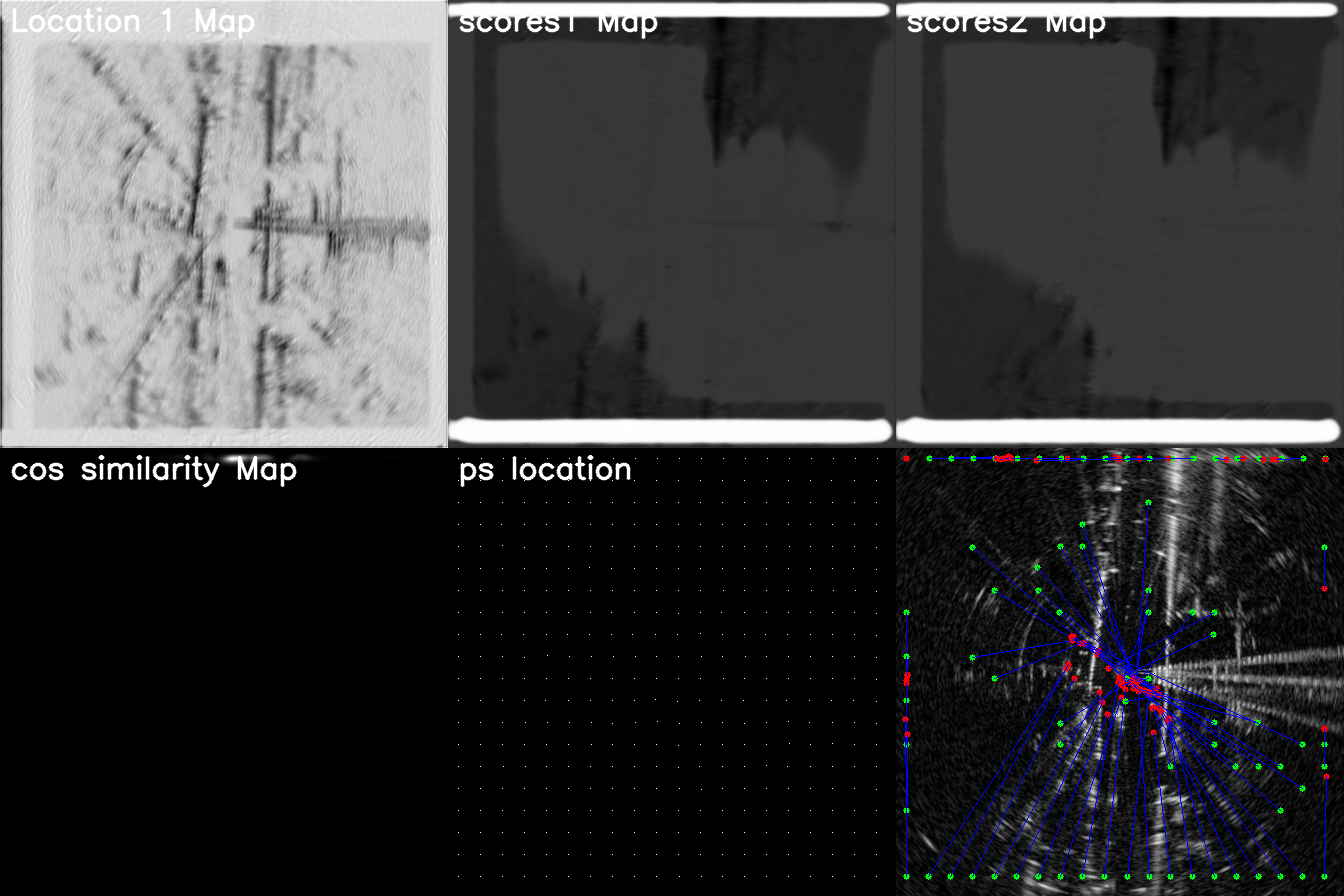 Location 1 Map
scores1 Map
scores2 Map
cos similarity Map
ps location